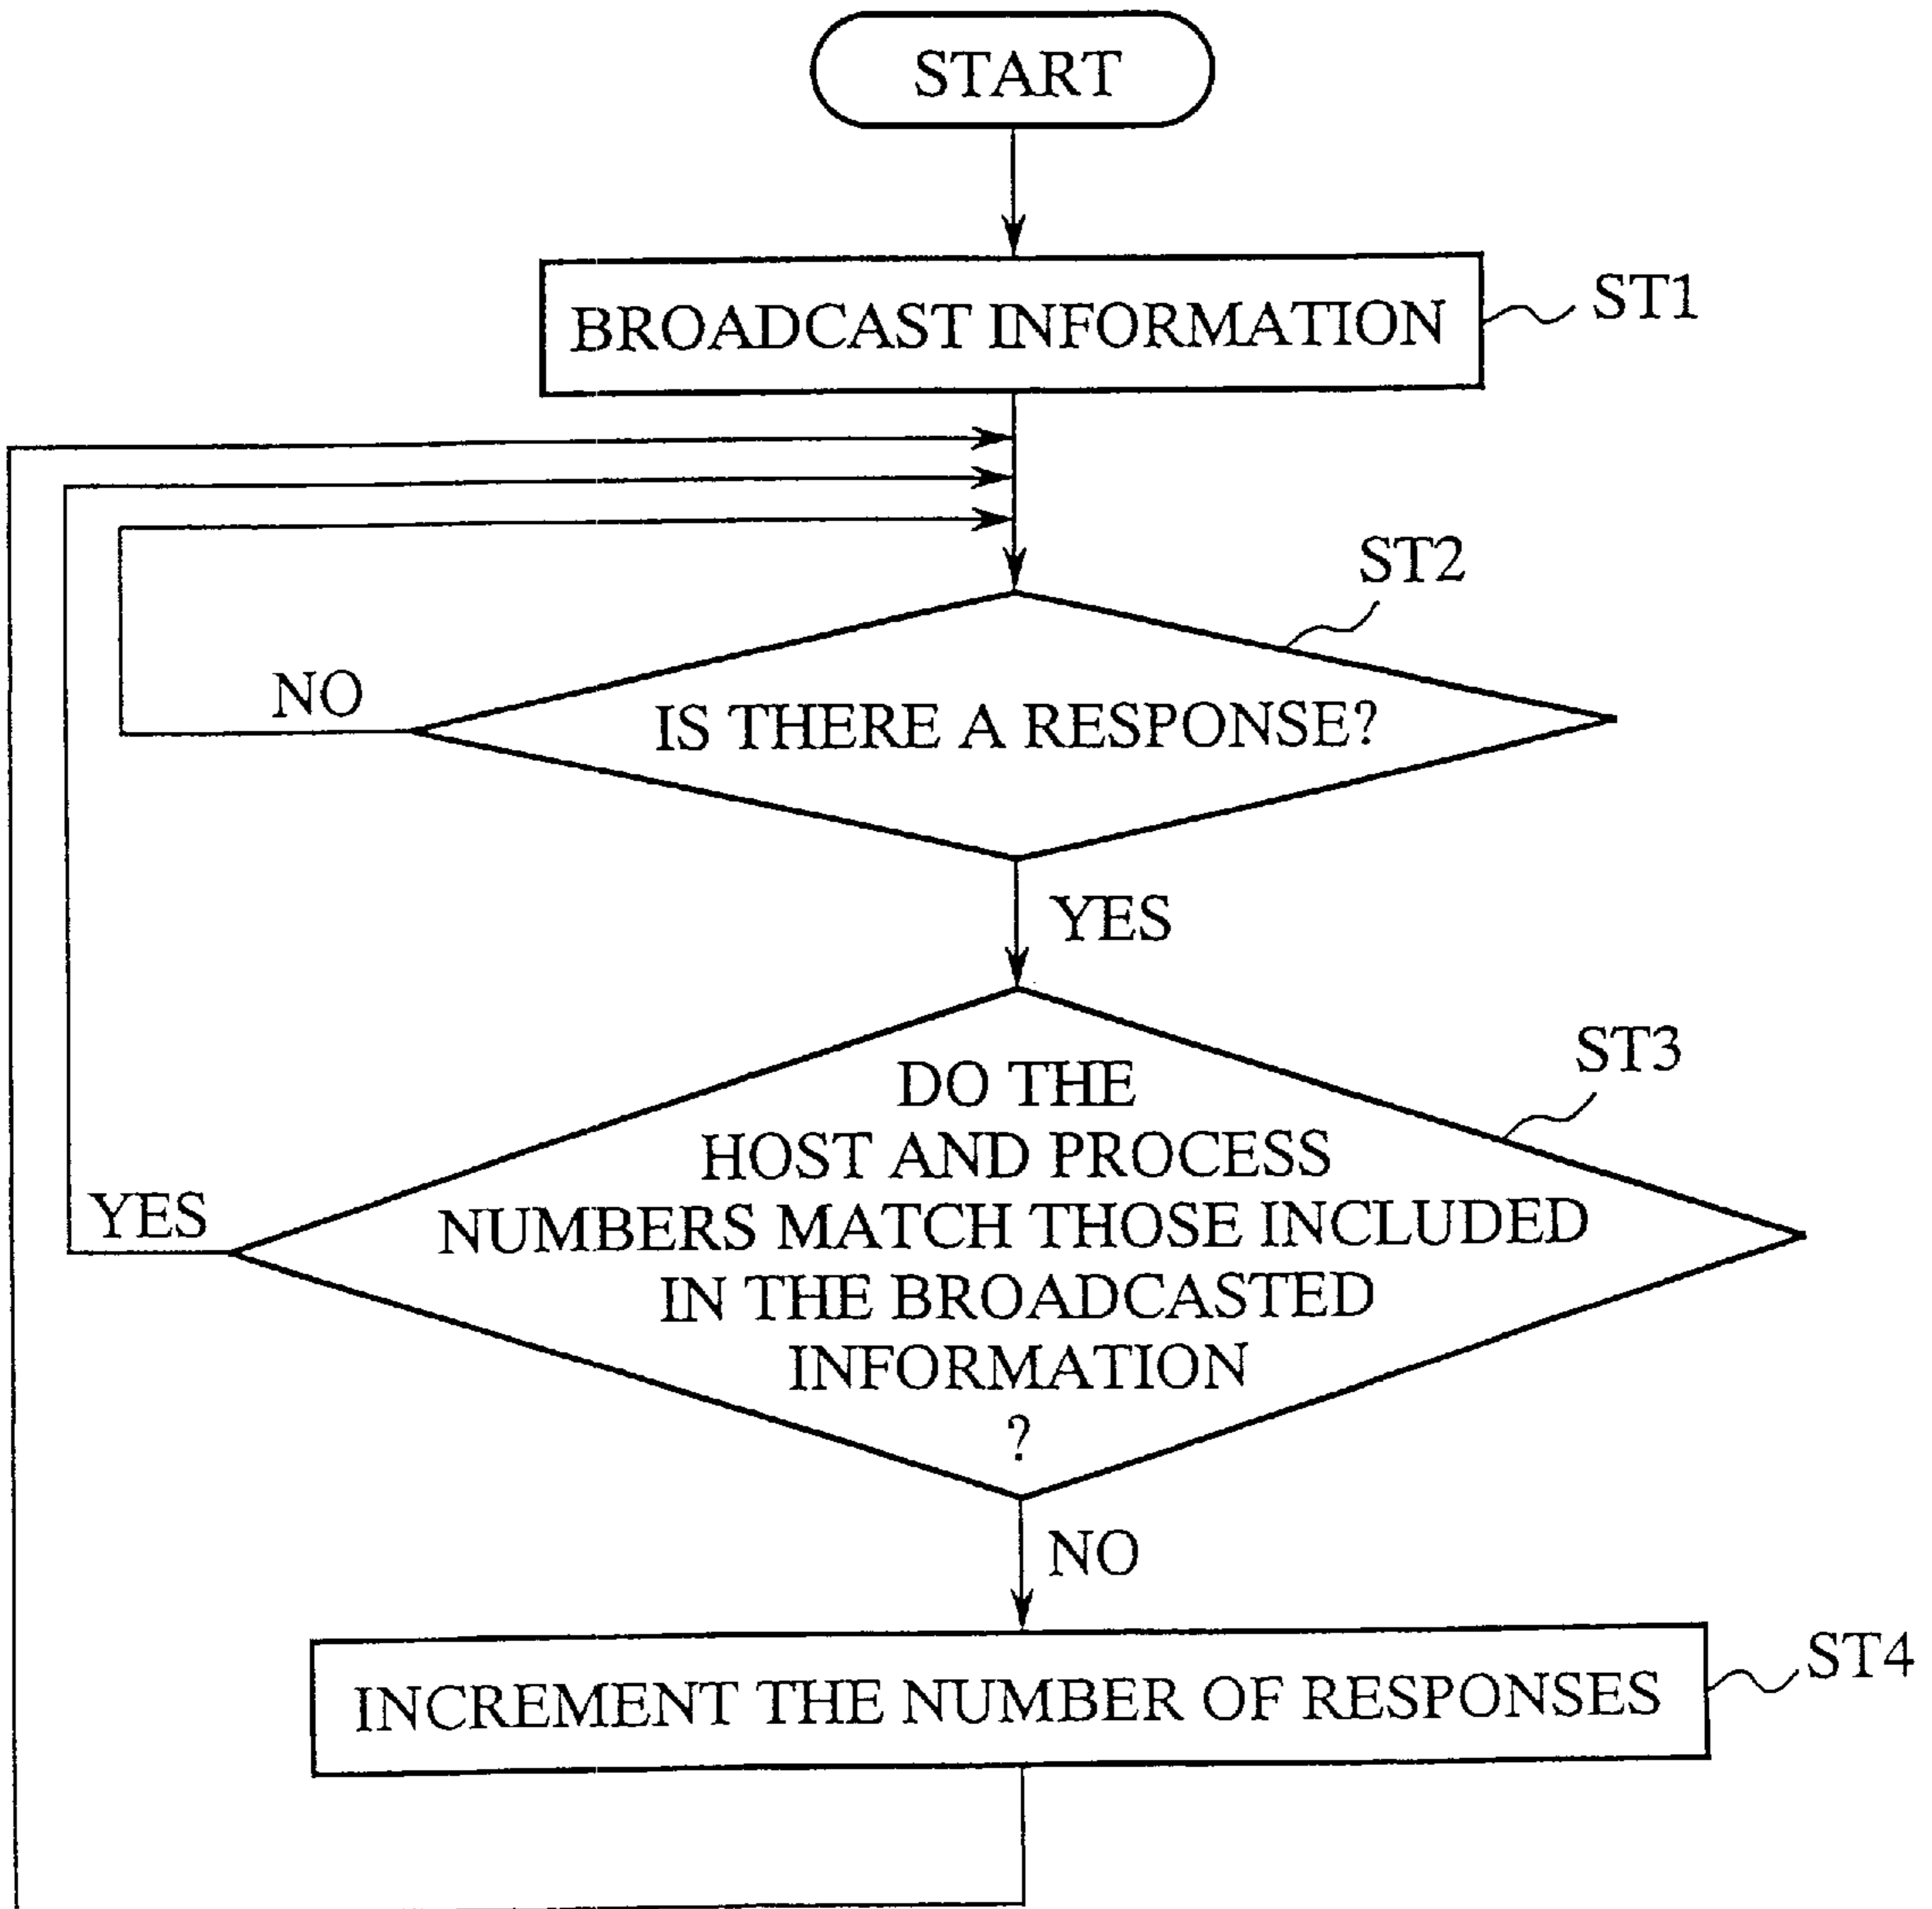 START
BROADCAST INFORMATION
ST1
ST2
NO
IS THERE A RESPONSE?
YES
ST3
DO THE
HOST AND PROCESS
NUMBERS MATCH THOSE INCLUDED
IN THE BROADCASTED
INFORMATION
?
YES
NO
INCREMENT THE NUMBER OF RESPONSES
ST4